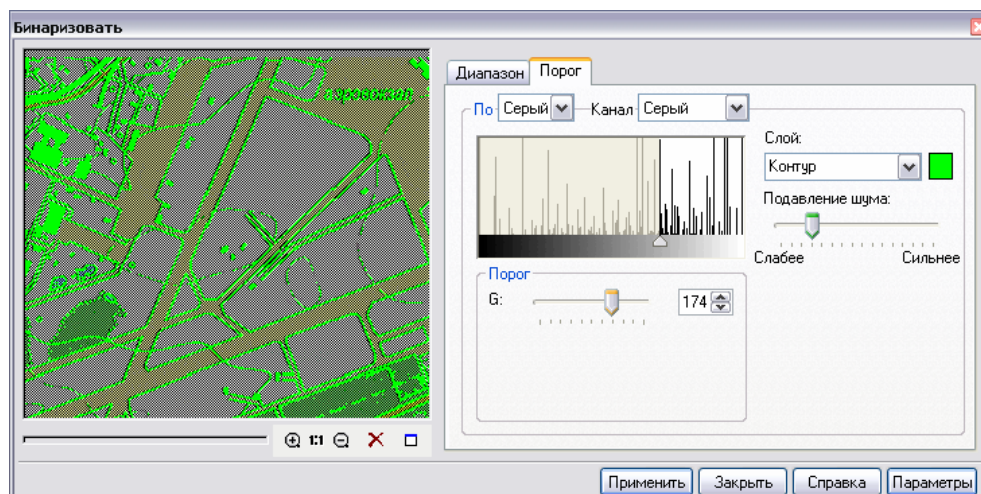 Бинаризовать
Диапазон Порог
По Серый Канал Серый
Слой:
Контур
Подавление шума:
Слабее Сильнее
Порог
G: 174
1:1
Применить Закрыть Справка Параметры